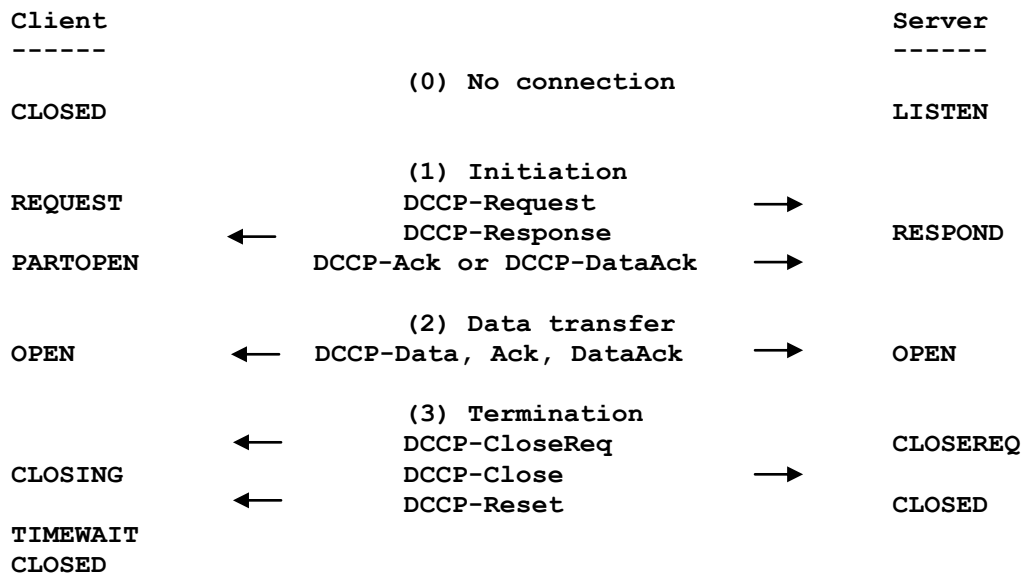 Client Server
------ ------
(0) No connection
CLOSED LISTEN
(1) Initiation
REQUEST DCCP-Request
DCCP-Response RESPOND
PARTOPEN DCCP-Ack or DCCP-DataAck
(2) Data transfer
OPEN DCCP-Data, Ack, DataAck OPEN
(3) Termination
DCCP-CloseReq CLOSEREQ
CLOSING DCCP-Close
DCCP-Reset CLOSED
TIMEWAIT
CLOSED